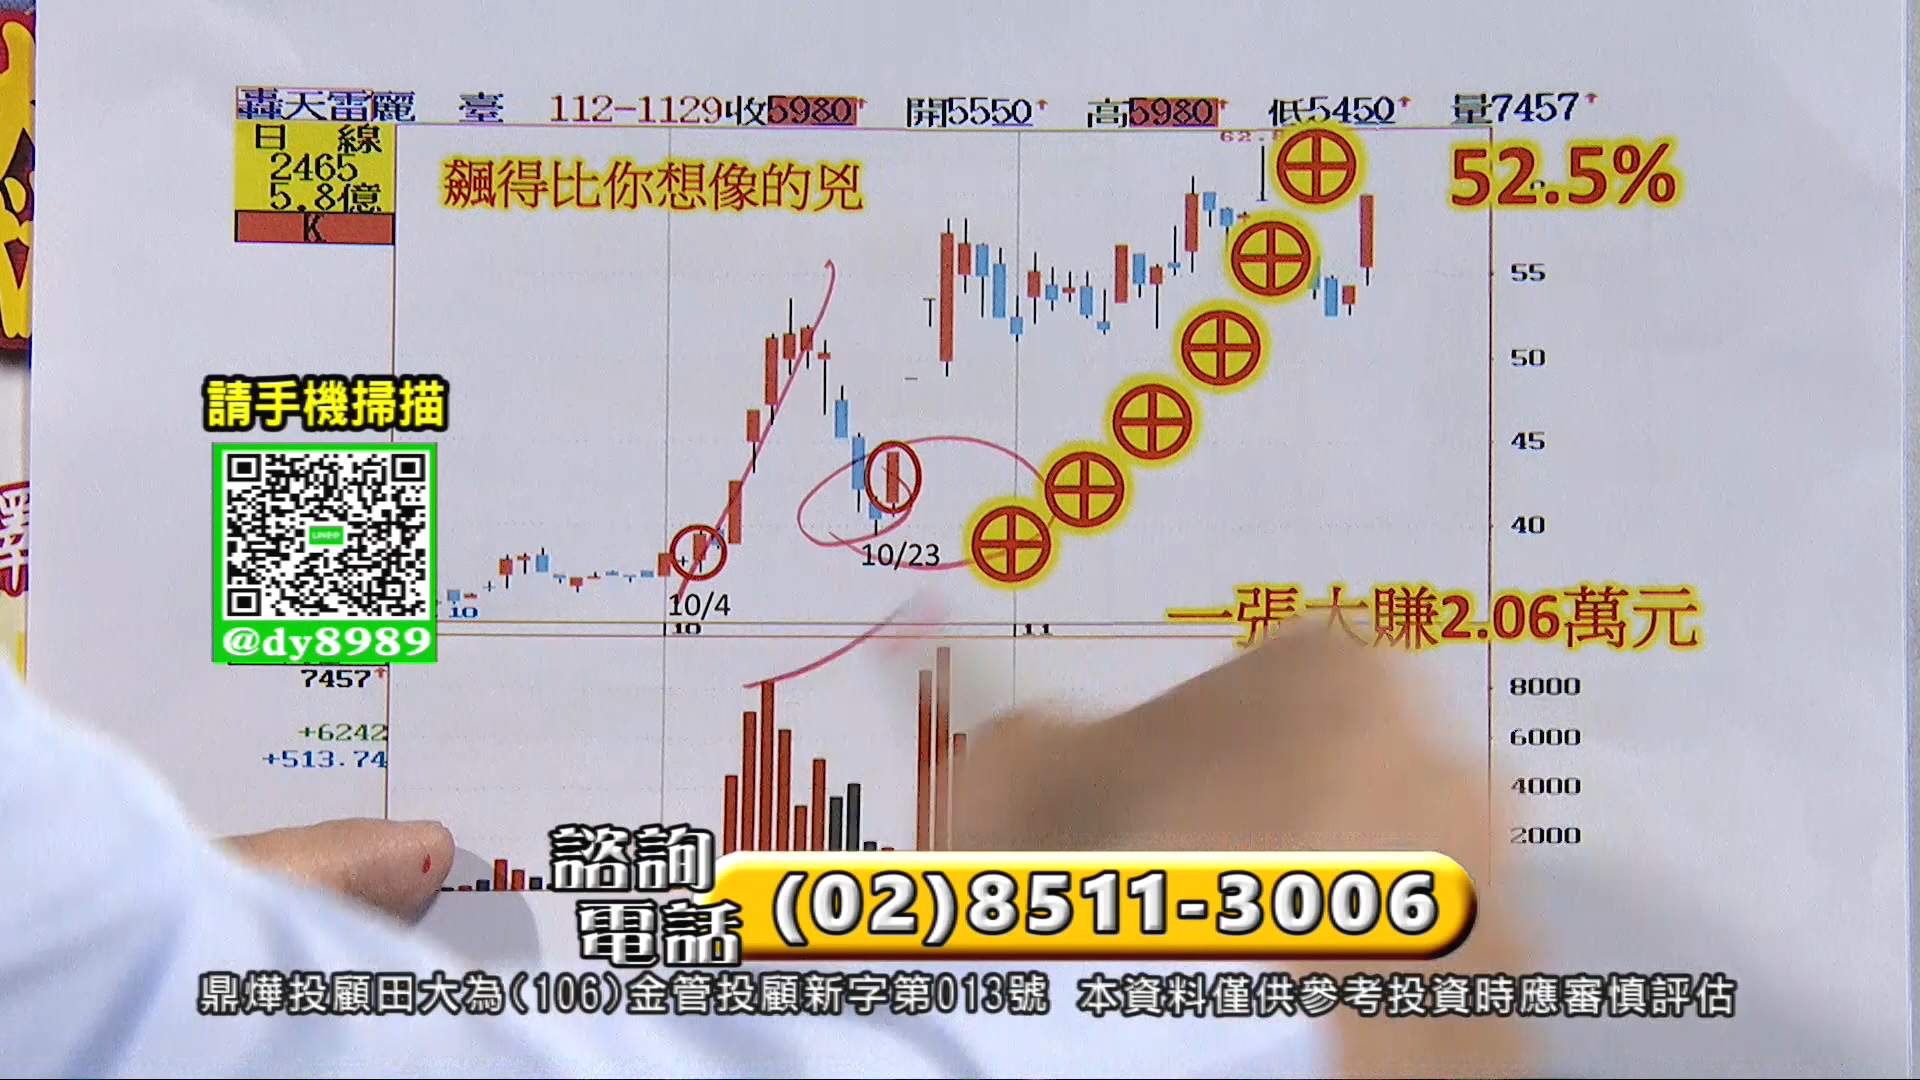 轟天雷麗 臺 112-1129收5980↑ 開5550↑ 高5980↑ 低5450↑ 量7457↑
日 線
2465
5.8億
K
飆得比你想像的兇
52.5%
55
50
45
40
請手機掃描
LINE@
@dy8989
10/23
10/4
10
10
11
一張大賺2.06萬元
7457↑
+6242
+513.74
8000
6000
4000
2000
諮詢
電話
(02)8511-3006
鼎燁投顧田大為(106)金管投顧新字第013號 本資料僅供參考投資時應審慎評估